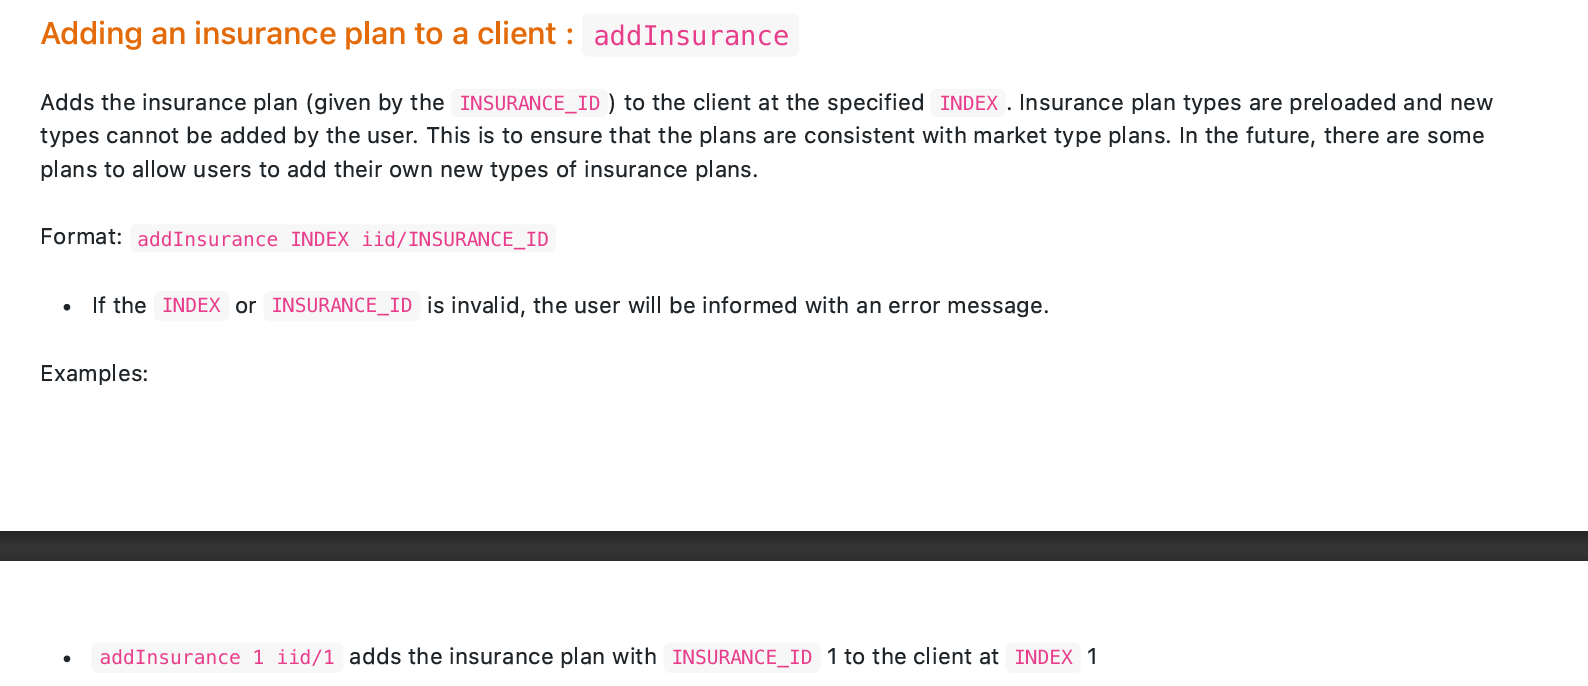 Adding an insurance plan to a client : addInsurance
Adds the insurance plan (given by the INSURANCE_ID ) to the client at the specified INDEX . Insurance plan types are preloaded and new
types cannot be added by the user. This is to ensure that the plans are consistent with market type plans. In the future, there are some
plans to allow users to add their own new types of insurance plans.
Format: addInsurance INDEX iid/INSURANCE_ID
• If the INDEX or INSURANCE_ID is invalid, the user will be informed with an error message.
Examples:
• addInsurance 1 iid/1 adds the insurance plan with INSURANCE_ID 1 to the client at INDEX 1